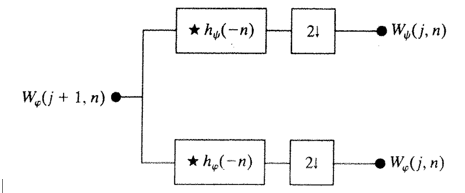 ★ h_ψ(−n) 2↓ W_ψ(j, n)
W_φ(j + 1, n)
★ h_φ(−n) 2↓ W_φ(j, n)